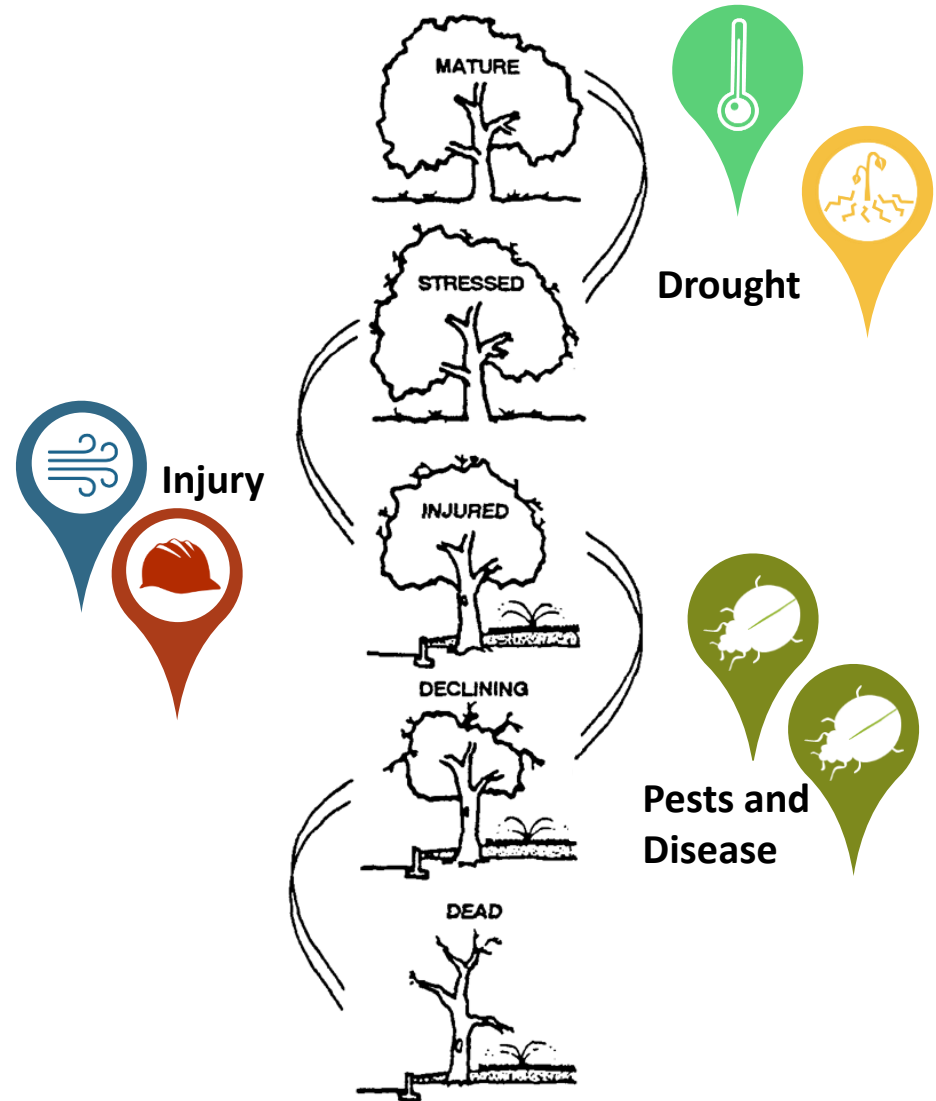 MATURE
STRESSED
Drought
Injury
INJURED
DECLINING
Pests and
Disease
DEAD